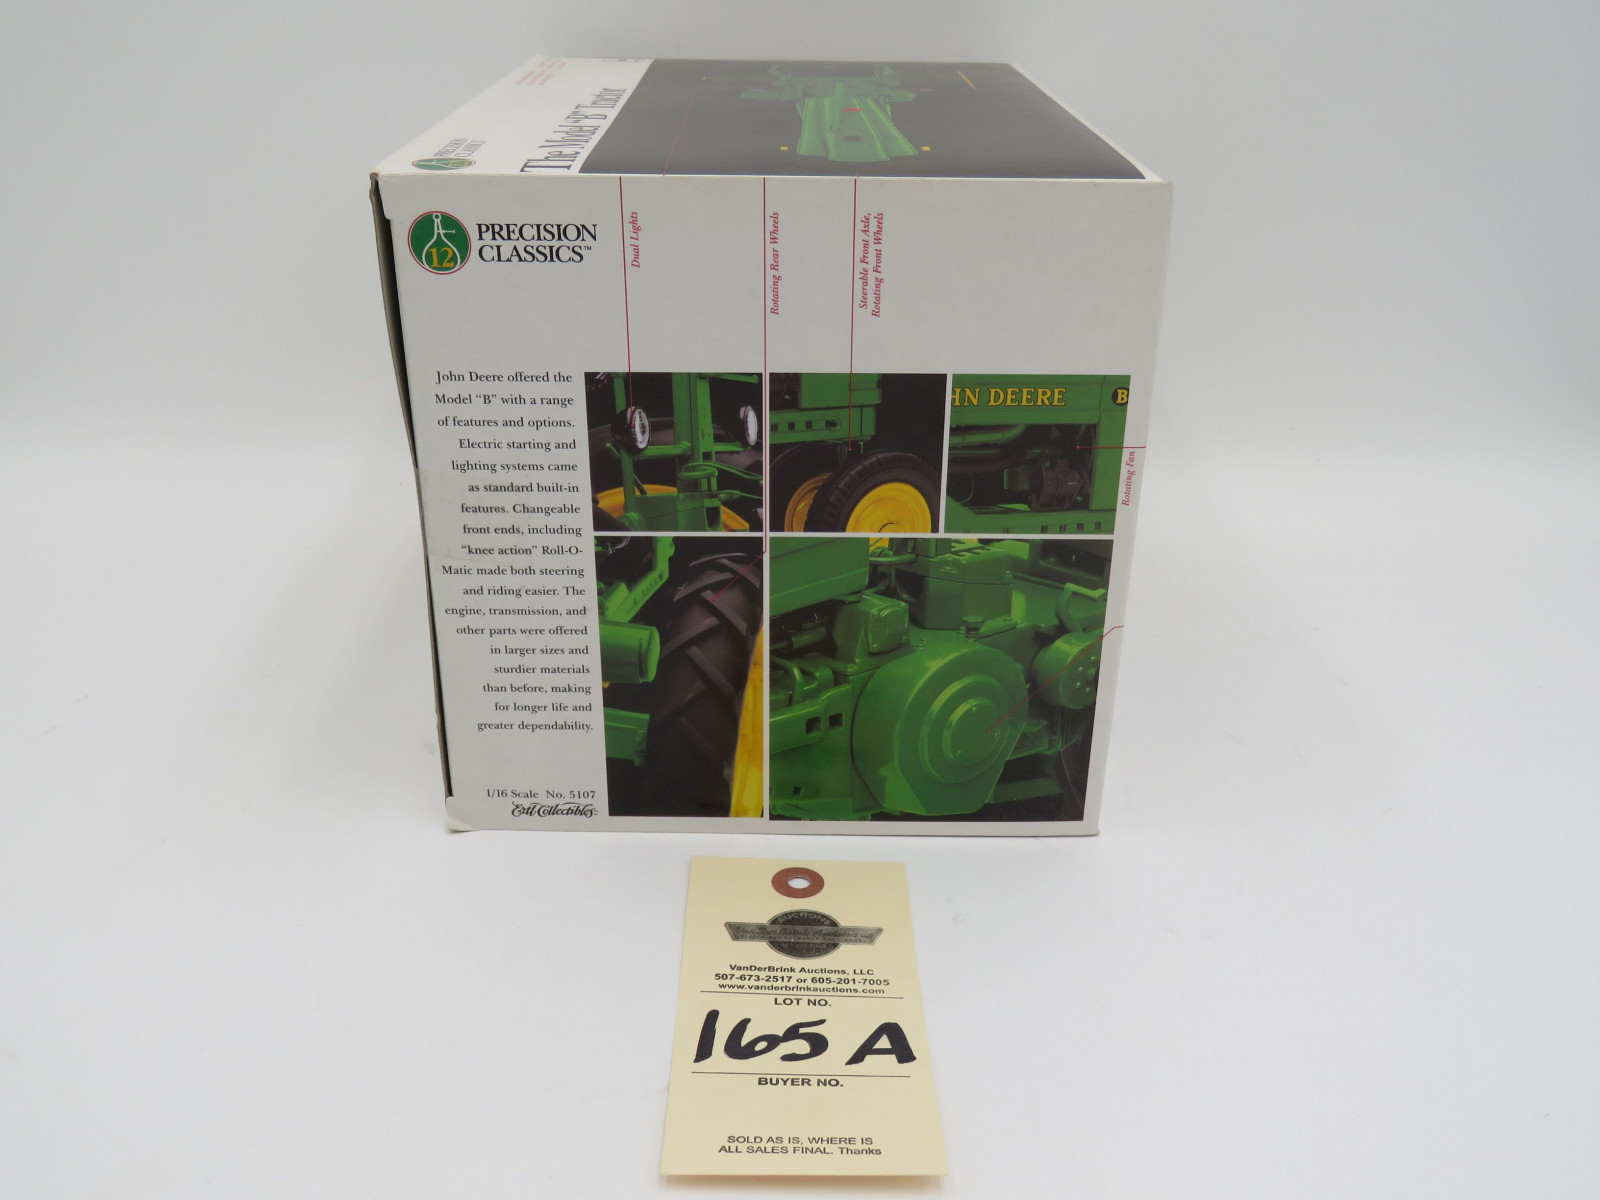 The Model "B" Tractor
12 PRECISION
CLASSICS
12 PRECISION
CLASSICS™
Dual Lights
Rotating Rear Wheels
Steerable Front Axle,
Rotating Front Wheels
Rotating Fan
HN DEERE B
John Deere offered the
Model “B” with a range
of features and options.
Electric starting and
lighting systems came
as standard built-in
features. Changeable
front ends, including
“knee action” Roll-O-
Matic made both steering
and riding easier. The
engine, transmission, and
other parts were offered
in larger sizes and
sturdier materials
than before, making
for longer life and
greater dependability.
1/16 Scale No. 5107
Ertl Collectibles™
AUCTIONS
VanDerBrink Auctions, LLC
507-673-2517 or 605-201-7005
www.vanderbrinkauctions.com
LOT NO.
165 A
BUYER NO.
SOLD AS IS, WHERE IS
ALL SALES FINAL. Thanks